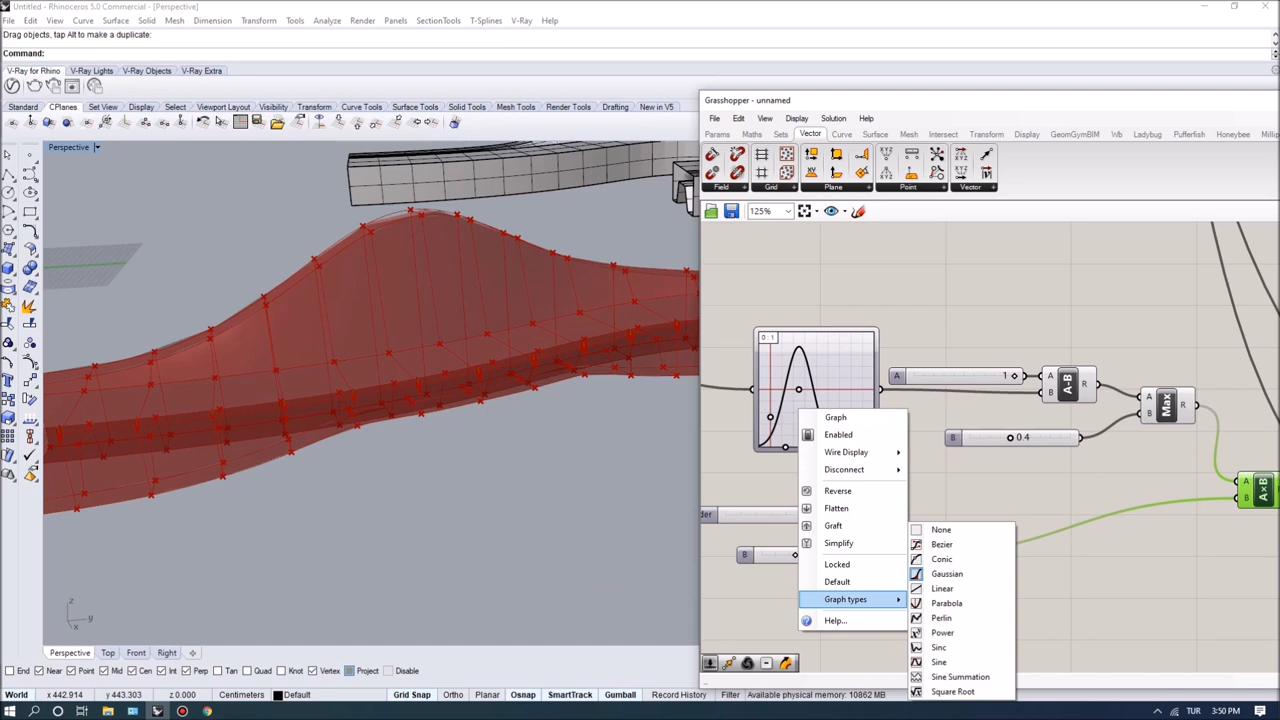 Untitled - Rhinoceros 5.0 Commercial - [Perspective]
File Edit View Curve Surface Solid Mesh Dimension Transform Tools Analyze Render Panels SectionTools T-Splines V-Ray Help
Drag objects, tap Alt to make a duplicate:
Command:
V-Ray for Rhino V-Ray Lights V-Ray Objects V-Ray Extra
Standard CPlanes Set View Display Select Viewport Layout Visibility Transform Curve Tools Surface Tools Solid Tools Mesh Tools Render Tools Drafting New in V5
Perspective
Grasshopper - unnamed
File Edit View Display Solution Help
Params Maths Sets Vector Curve Surface Mesh Intersect Transform Display GeomGymBIM Wb Ladybug Pufferfish Honeybee
Field Grid Plane Point Vector
125%
0 : 1
A 1
A B A-B R
A B Max R
B 0.4
A B A×B
der
B
Graph
Enabled
Wire Display
Disconnect
Reverse
Flatten
Graft
Simplify
Locked
Default
Graph types
Help...
None
Bezier
Conic
Gaussian
Linear
Parabola
Perlin
Power
Sinc
Sine
Sine Summation
Square Root
z
y
x
Perspective Top Front Right
End Near Point Mid Cen Int Perp Tan Quad Knot Vertex Project Disable
World x 442.914 y 443.303 z 0.000 Centimeters Default Grid Snap Ortho Planar Osnap SmartTrack Gumball Record History Filter Available physical memory: 10862 MB
TUR 3:50 PM